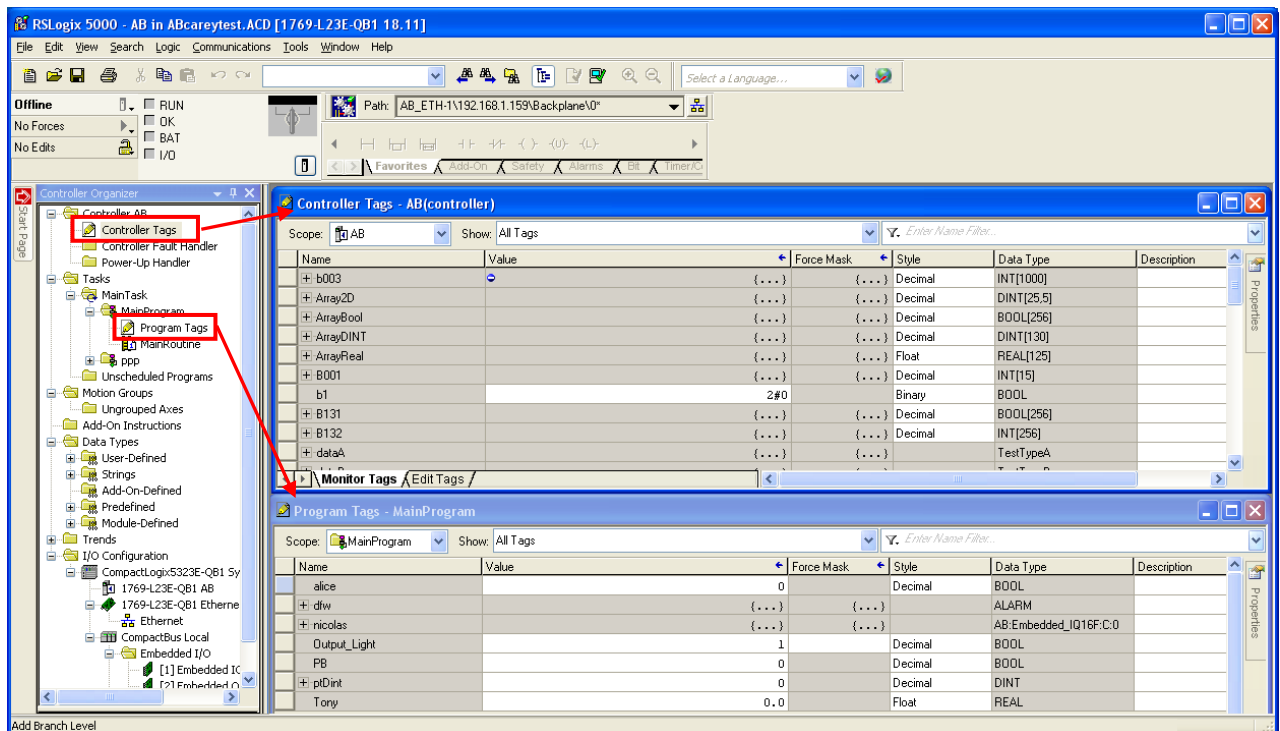 RSLogix 5000 - AB in ABcareytest.ACD [1769-L23E-QB1 18.11]
File Edit View Search Logic Communications Tools Window Help
Select a Language...
Offline RUN
No Forces OK
No Edits BAT
I/O
Path: AB_ETH-1\192.168.1.159\Backplane\0*
Favorites Add-On Safety Alarms Bit Timer/C
Start Page
Controller Organizer
Controller AB
Controller Tags
Controller Fault Handler
Power-Up Handler
Tasks
MainTask
MainProgram
Program Tags
MainRoutine
ppp
Unscheduled Programs
Motion Groups
Ungrouped Axes
Add-On Instructions
Data Types
User-Defined
Strings
Add-On-Defined
Predefined
Module-Defined
Trends
I/O Configuration
CompactLogix5323E-QB1 Sy
1769-L23E-QB1 AB
1769-L23E-QB1 Etherne
Ethernet
CompactBus Local
Embedded I/O
[1] Embedded IQ
[2] Embedded O
Controller Tags - AB(controller)
Scope: AB Show: All Tags Enter Name Filter...
Name Value Force Mask Style Data Type Description
b003 {...} {...} Decimal INT[1000]
Array2D {...} {...} Decimal DINT[25,5]
ArrayBool {...} {...} Decimal BOOL[256]
ArrayDINT {...} {...} Decimal DINT[130]
ArrayReal {...} {...} Float REAL[125]
B001 {...} {...} Decimal INT[15]
b1 2#0 Binary BOOL
B131 {...} {...} Decimal BOOL[256]
B132 {...} {...} Decimal INT[256]
dataA {...} {...} TestTypeA
Monitor Tags Edit Tags
Properties
Program Tags - MainProgram
Scope: MainProgram Show: All Tags Enter Name Filter...
Name Value Force Mask Style Data Type Description
alice 0 Decimal BOOL
dfw {...} {...} ALARM
nicolas {...} {...} AB:Embedded_IQ16F:C:0
Output_Light 1 Decimal BOOL
PB 0 Decimal BOOL
ptDint 0 Decimal DINT
Tony 0.0 Float REAL
Properties
Add Branch Level